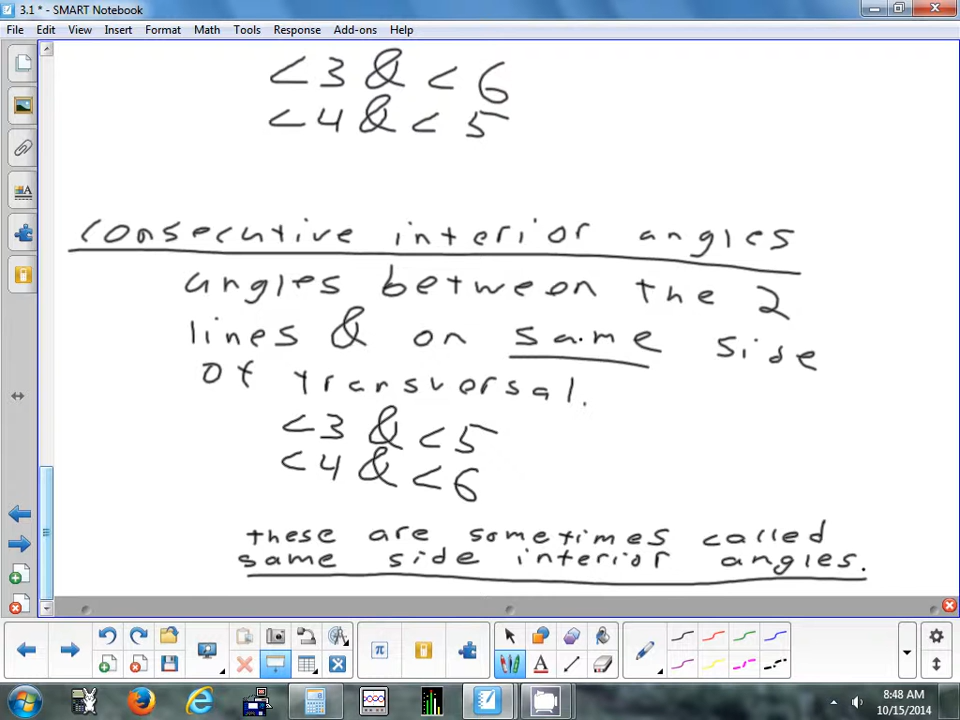 3.1 * - SMART Notebook
File Edit View Insert Format Math Tools Response Add-ons Help
<3 & <6
<4 & <5
consecutive interior angles
angles between the 2
lines & on same side
of transversal.
<3 & <5
<4 & <6
these are sometimes called
same side interior angles.
8:48 AM
10/15/2014